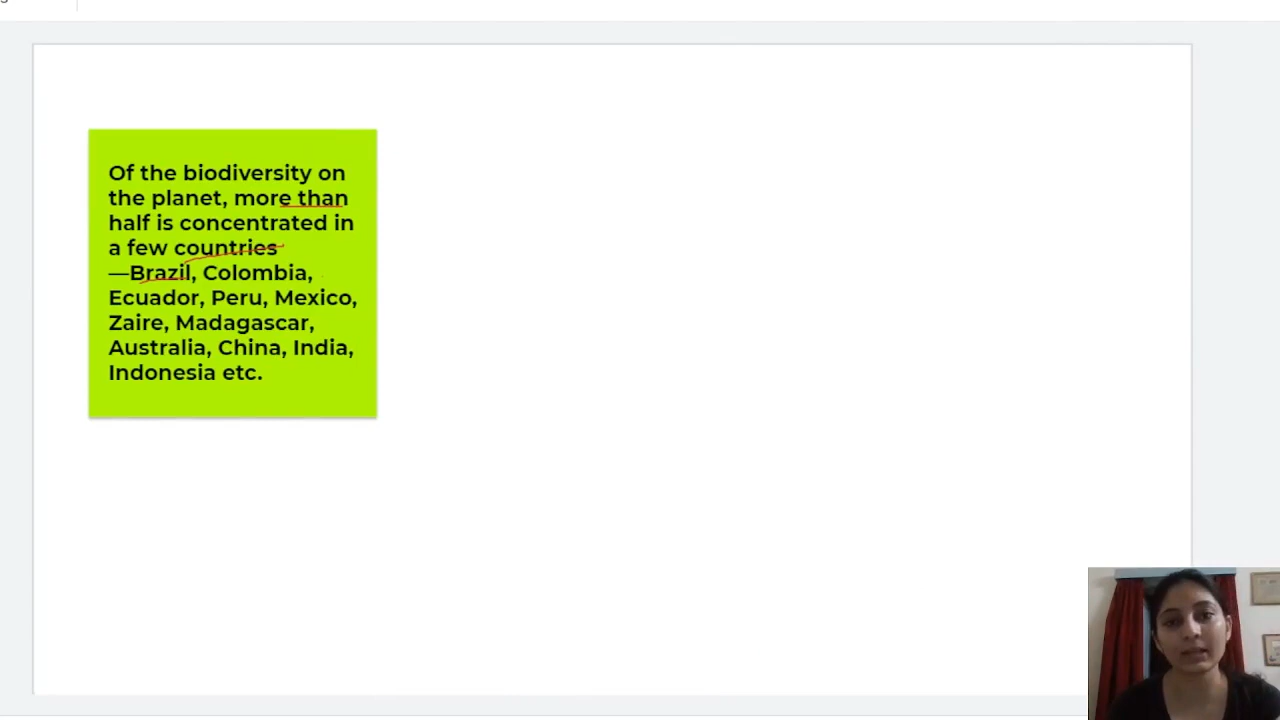 Of the biodiversity on
the planet, more than
half is concentrated in
a few countries
—Brazil, Colombia,
Ecuador, Peru, Mexico,
Zaire, Madagascar,
Australia, China, India,
Indonesia etc.